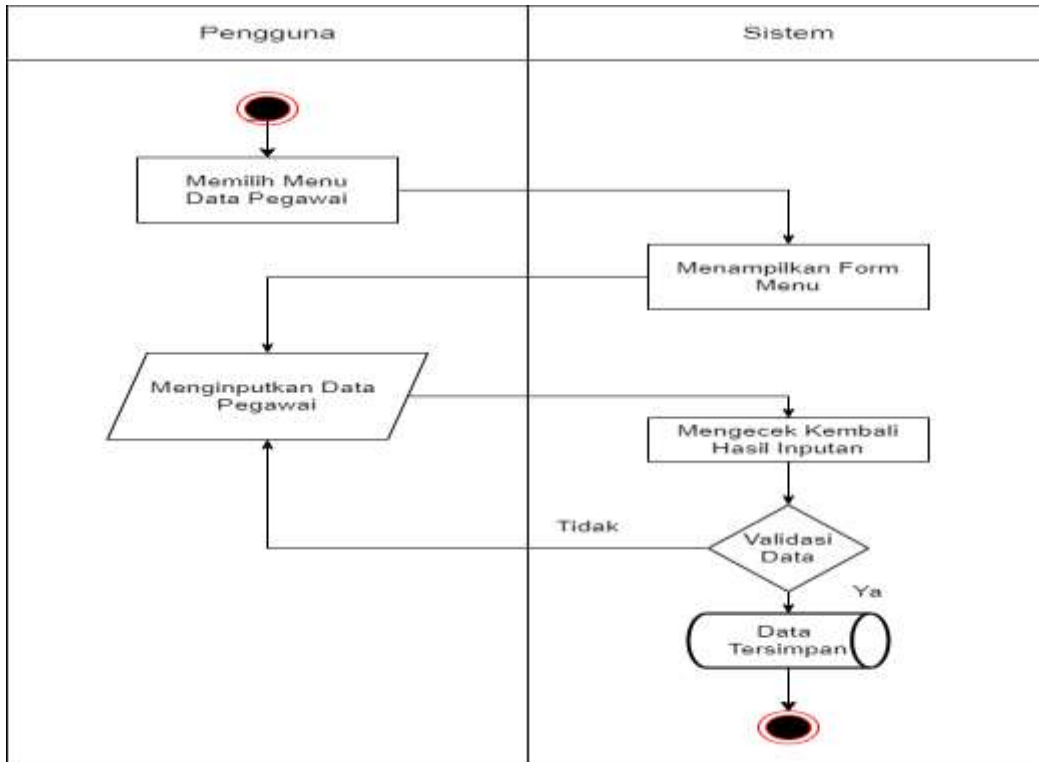 Pengguna
Sistem
Memilih Menu
Data Pegawai
Menampilkan Form
Menu
Menginputkan Data
Pegawai
Mengecek Kembali
Hasil Inputan
Tidak
Validasi
Data
Ya
Data
Tersimpan